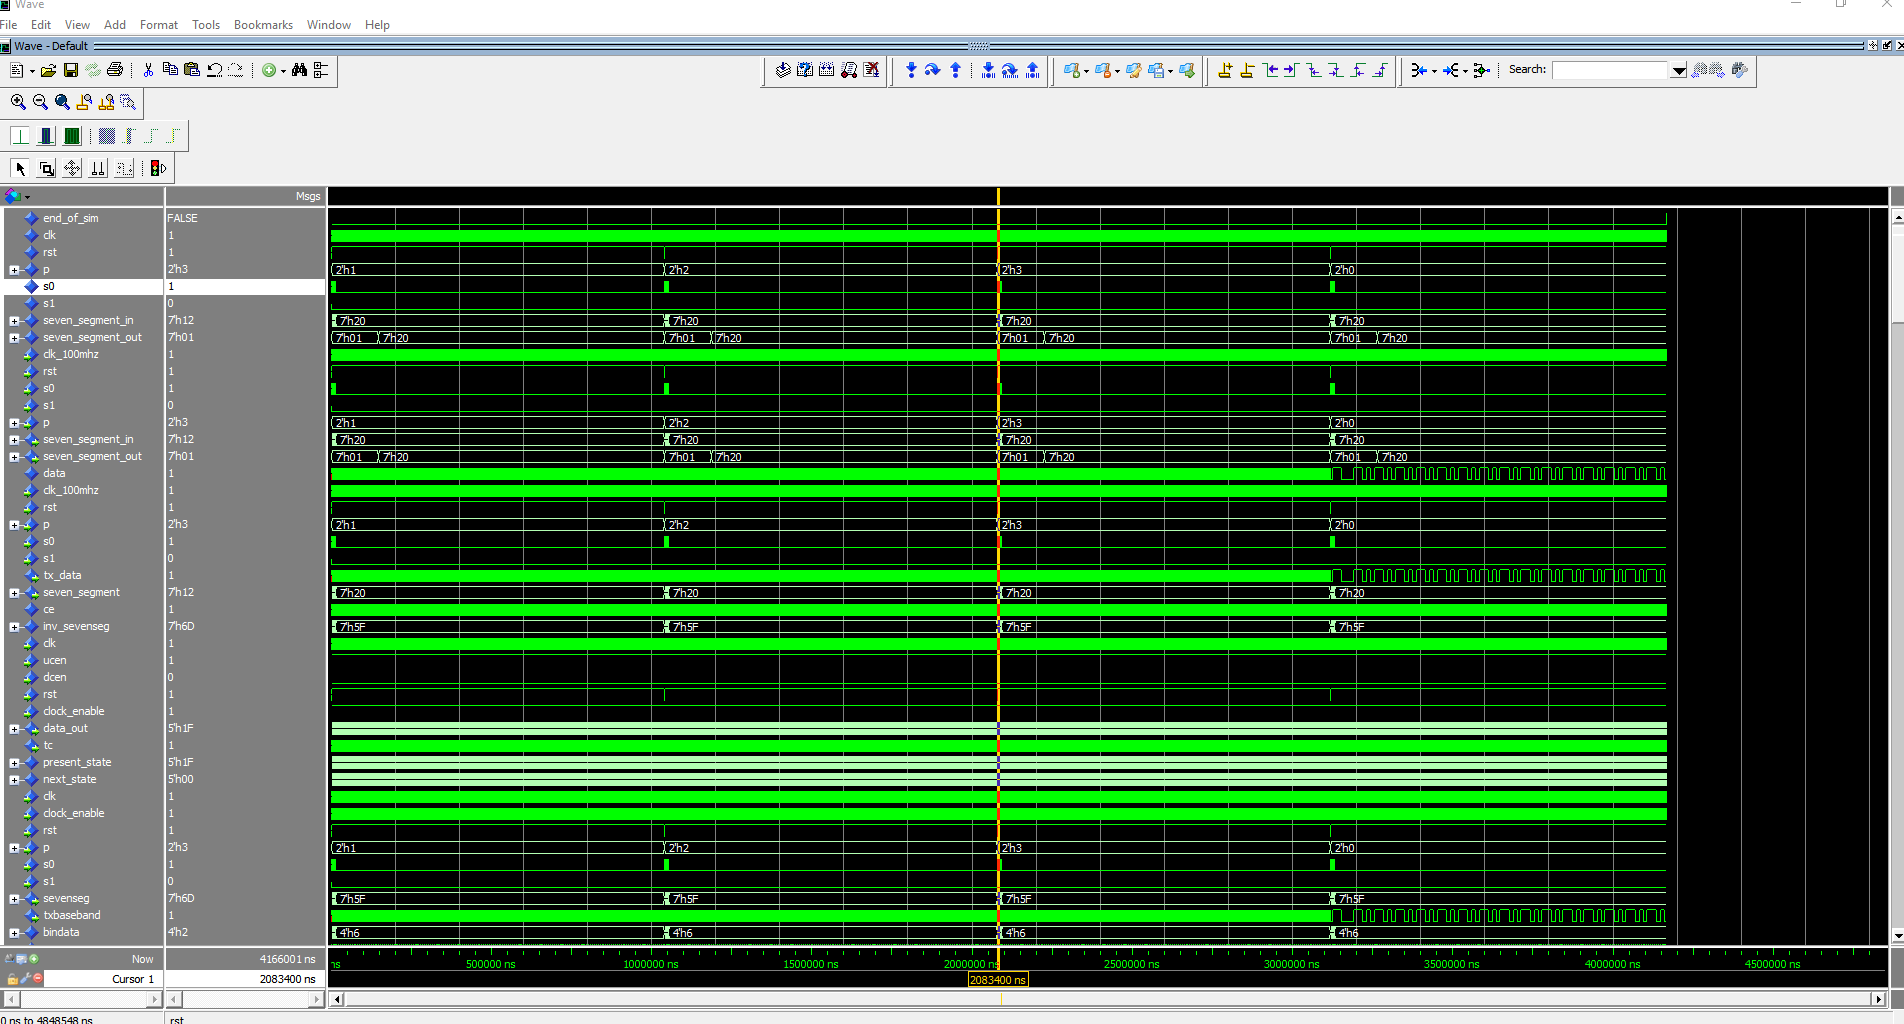 Wave
File Edit View Add Format Tools Bookmarks Window Help
Wave - Default
Search:
Msgs
end_of_sim FALSE
clk 1
rst 1
p 2'h3 2'h1 2'h2 2'h3 2'h0
s0 1
s1 0
seven_segment_in 7'h12 7'h20 7'h20 7'h20 7'h20
seven_segment_out 7'h01 7'h01 7'h20 7'h01 7'h20 7'h01 7'h20 7'h01 7'h20
clk_100mhz 1
rst 1
s0 1
s1 0
p 2'h3 2'h1 2'h2 2'h3 2'h0
seven_segment_in 7'h12 7'h20 7'h20 7'h20 7'h20
seven_segment_out 7'h01 7'h01 7'h20 7'h01 7'h20 7'h01 7'h20 7'h01 7'h20
data 1
clk_100mhz 1
rst 1
p 2'h3 2'h1 2'h2 2'h3 2'h0
s0 1
s1 0
tx_data 1
seven_segment 7'h12 7'h20 7'h20 7'h20 7'h20
ce 1
inv_sevenseg 7'h6D 7'h5F 7'h5F 7'h5F 7'h5F
clk 1
ucen 1
dcen 0
rst 1
clock_enable 1
data_out 5'h1F
tc 1
present_state 5'h1F
next_state 5'h00
clk 1
clock_enable 1
rst 1
p 2'h3 2'h1 2'h2 2'h3 2'h0
s0 1
s1 0
sevenseg 7'h6D 7'h5F 7'h5F 7'h5F 7'h5F
txbaseband 1
bindata 4'h2 4'h6 4'h6 4'h6 4'h6
Now 4166001 ns ns 500000 ns 1000000 ns 1500000 ns 2000000 ns 2500000 ns 3000000 ns 3500000 ns 4000000 ns 4500000 ns
Cursor 1 2083400 ns 2083400 ns
0 ns to 4848548 ns rst